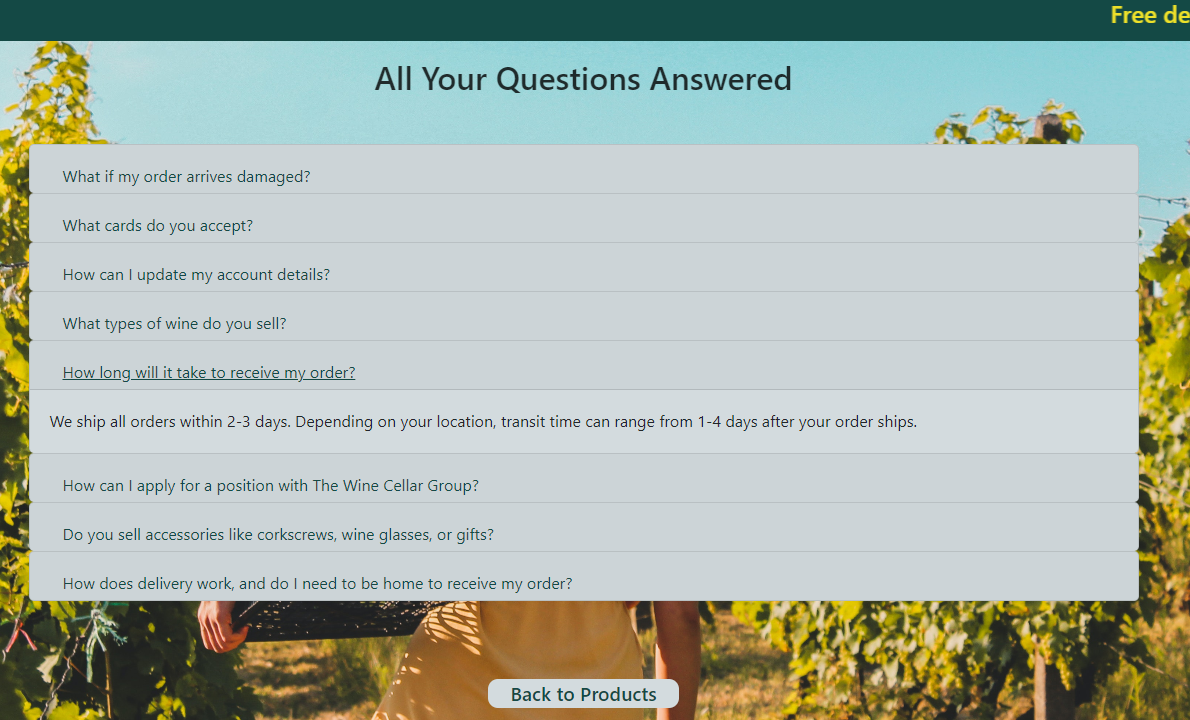 Free de
All Your Questions Answered
What if my order arrives damaged?
What cards do you accept?
How can I update my account details?
What types of wine do you sell?
How long will it take to receive my order?
We ship all orders within 2-3 days. Depending on your location, transit time can range from 1-4 days after your order ships.
How can I apply for a position with The Wine Cellar Group?
Do you sell accessories like corkscrews, wine glasses, or gifts?
How does delivery work, and do I need to be home to receive my order?
Back to Products